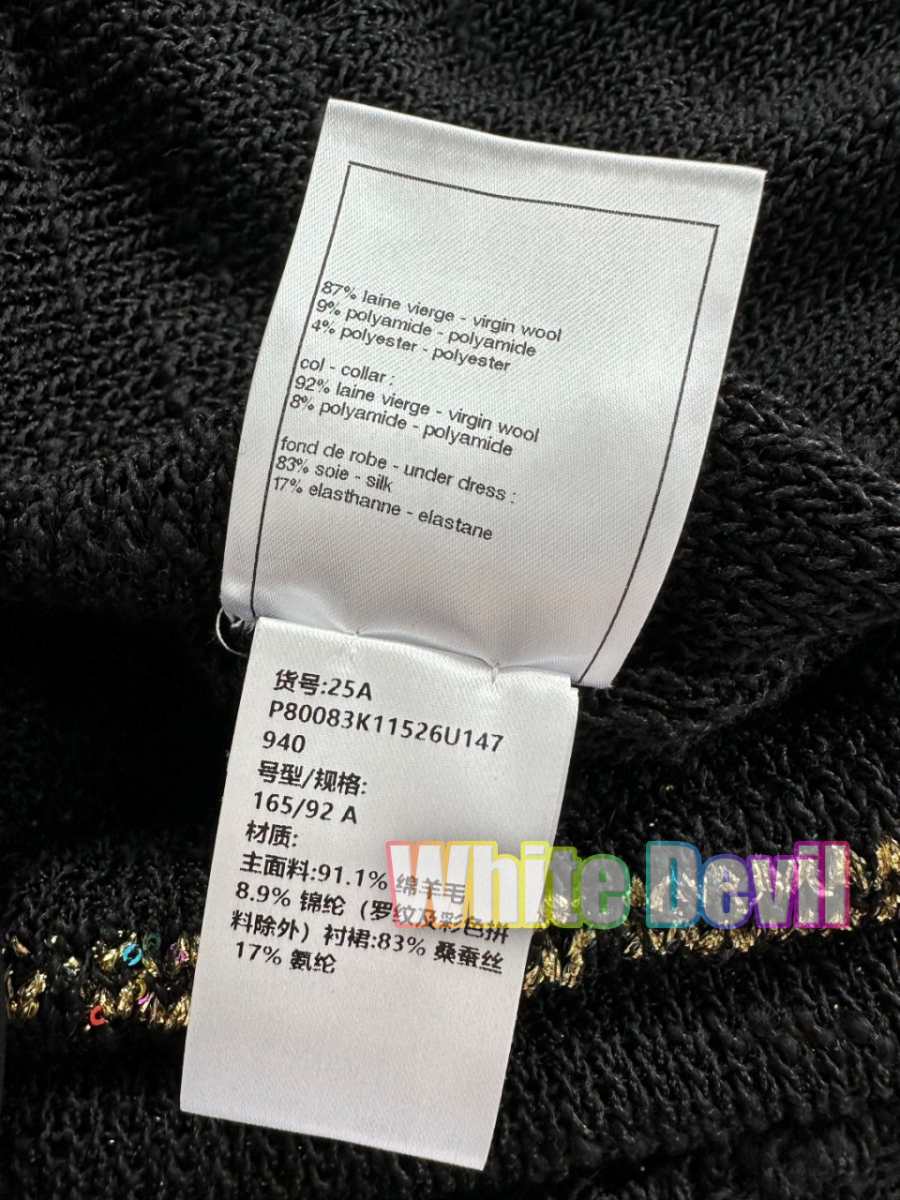 87% laine vierge - virgin wool
9% polyamide - polyamide
4% polyester - polyester
col - collar :
92% laine vierge - virgin wool
8% polyamide - polyamide
fond de robe - under dress :
83% soie - silk
17% elasthanne - elastane
货号:25A
P80083K11526U147
940
号型/规格:
165/92 A
材质:
主面料:91.1% 绵羊毛
8.9% 锦纶（罗纹及彩色拼
料除外）衬裙:83% 桑蚕丝
17% 氨纶
White Devil